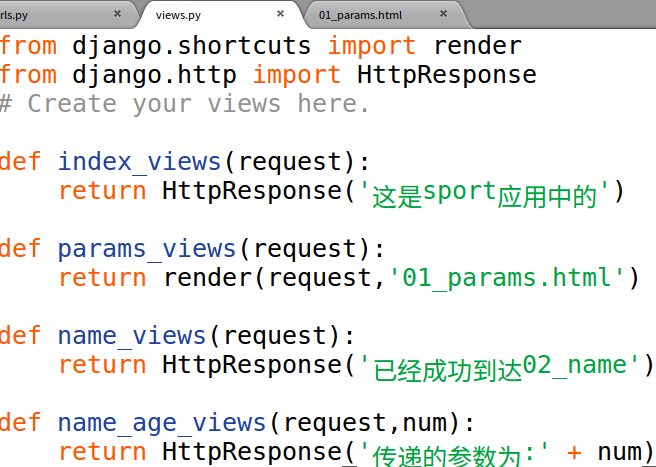 rls.py × views.py × 01_params.html ×
from django.shortcuts import render
from django.http import HttpResponse
# Create your views here.
def index_views(request):
return HttpResponse('这是sport应用中的')
def params_views(request):
return render(request,'01_params.html')
def name_views(request):
return HttpResponse('已经成功到达02_name')
def name_age_views(request,num):
return HttpResponse('传递的参数为:' + num)